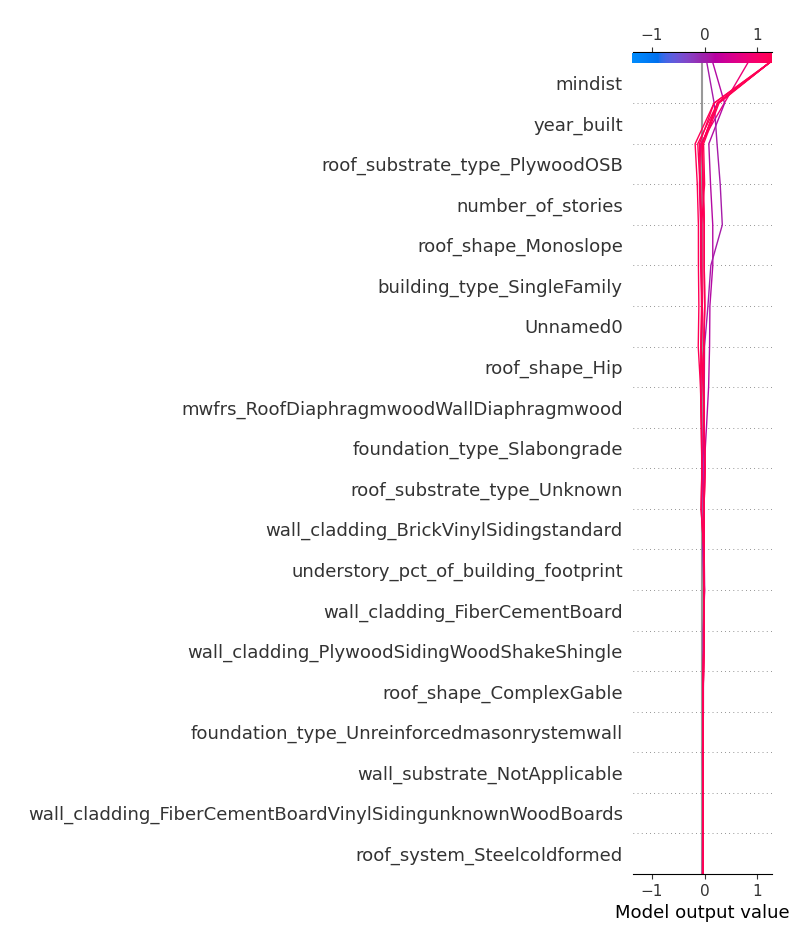 −1 0 1
mindist
year_built
roof_substrate_type_PlywoodOSB
number_of_stories
roof_shape_Monoslope
building_type_SingleFamily
Unnamed0
roof_shape_Hip
mwfrs_RoofDiaphragmwoodWallDiaphragmwood
foundation_type_Slabongrade
roof_substrate_type_Unknown
wall_cladding_BrickVinylSidingstandard
understory_pct_of_building_footprint
wall_cladding_FiberCementBoard
wall_cladding_PlywoodSidingWoodShakeShingle
roof_shape_ComplexGable
foundation_type_Unreinforcedmasonrystemwall
wall_substrate_NotApplicable
wall_cladding_FiberCementBoardVinylSidingunknownWoodBoards
roof_system_Steelcoldformed
−1 0 1
Model output value